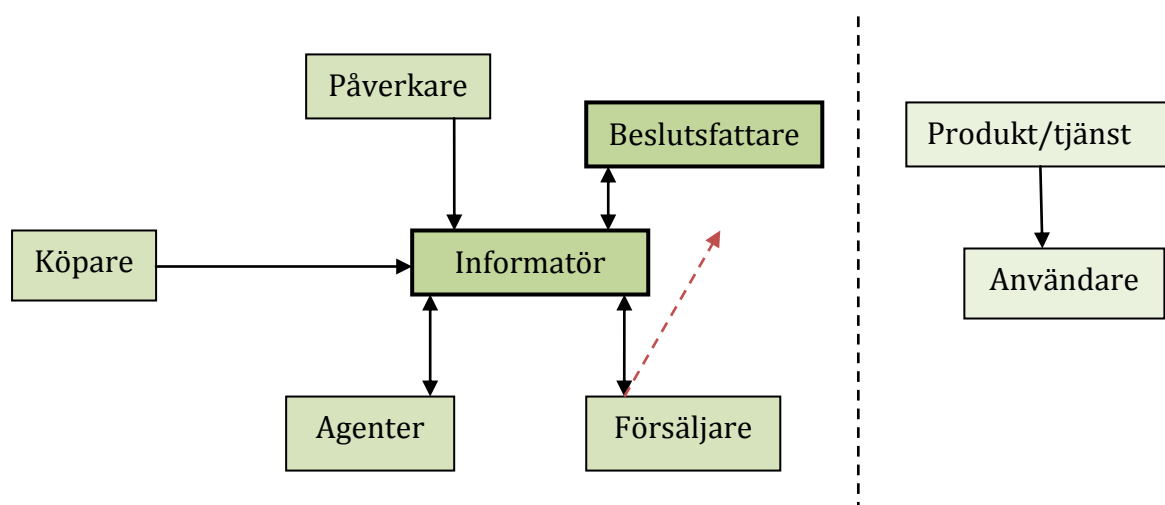 Påverkare
Beslutsfattare
Produkt/tjänst
Köpare
Informatör
Användare
Agenter
Försäljare